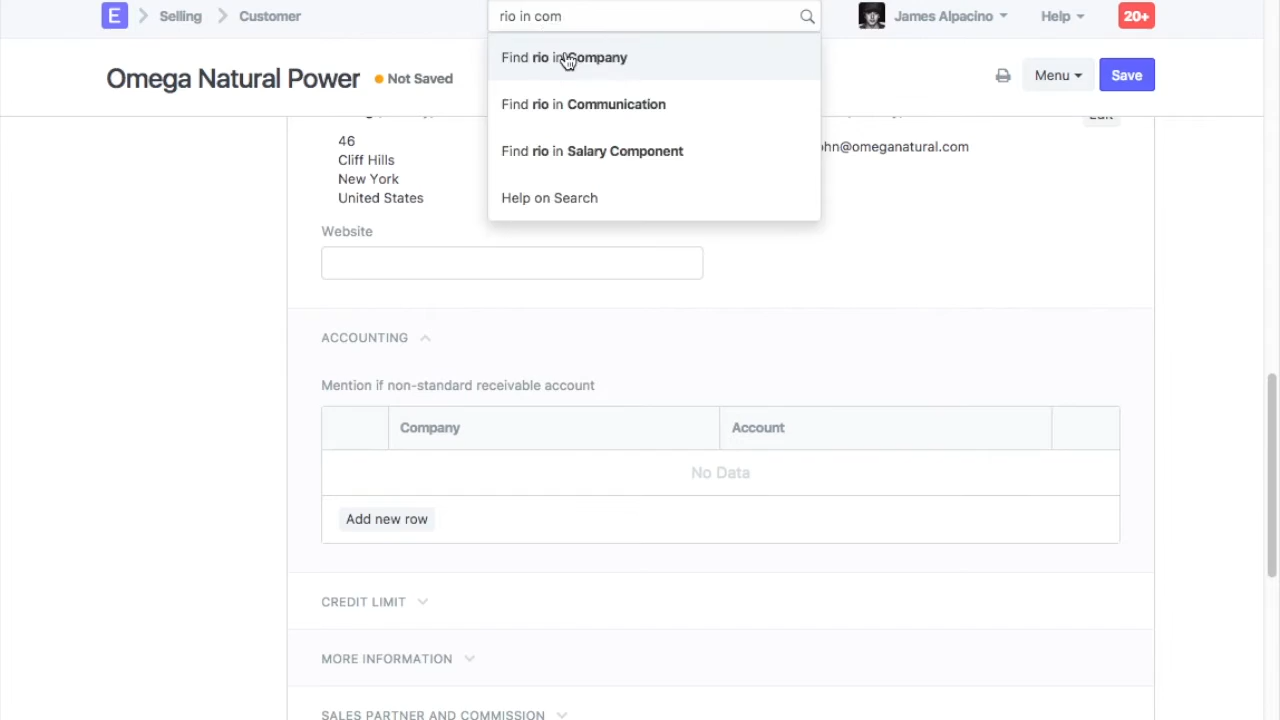 E Selling Customer
rio in com
James Alpacino Help 20+
Omega Natural Power Not Saved
Menu Save
Find rio in Company
Find rio in Communication
Find rio in Salary Component
Help on Search
Edit
46
Cliff Hills
New York
United States
hn@omeganatural.com
Website
ACCOUNTING
Mention if non-standard receivable account
Company Account
No Data
Add new row
CREDIT LIMIT
MORE INFORMATION
SALES PARTNER AND COMMISSION